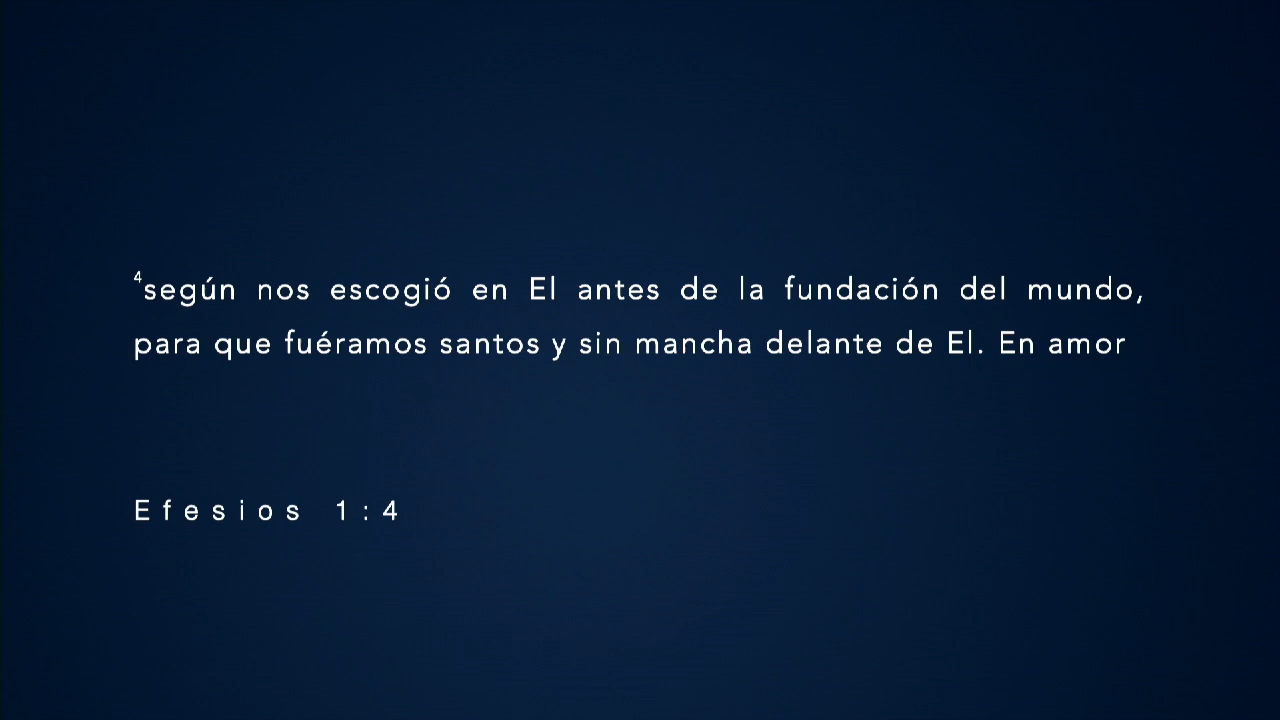 ⁴según nos escogió en El antes de la fundación del mundo,
para que fuéramos santos y sin mancha delante de El. En amor
Efesios 1:4